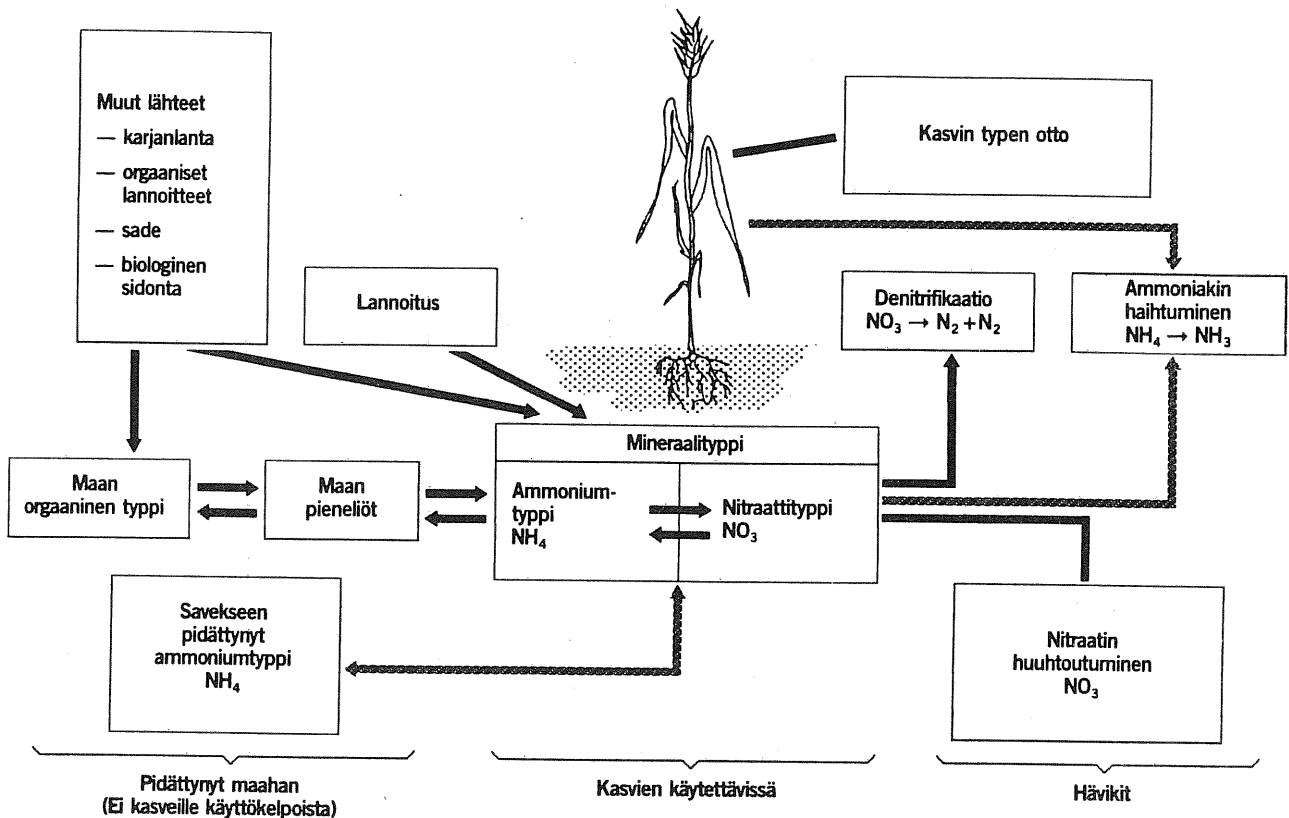 Muut lähteet
— karjanlanta
— orgaaniset
lannoitteet
— sade
— biologinen
sidonta
Lannoitus
Kasvin typen otto
Denitrifikaatio
NO₃ → N₂ + N₂
Ammoniakin
haihtuminen
NH₄ → NH₃
Maan
orgaaninen typpi
Maan
pieneliöt
Mineraalityppi
Ammonium-
typpi
NH₄
Nitraattityppi
NO₃
Savekseen
pidättynyt
ammoniumtyppi
NH₄
Nitraatin
huuhtoutuminen
NO₃
Pidättynyt maahan
(Ei kasveille käyttökelpoista)
Kasvien käytettävissä
Hävikit